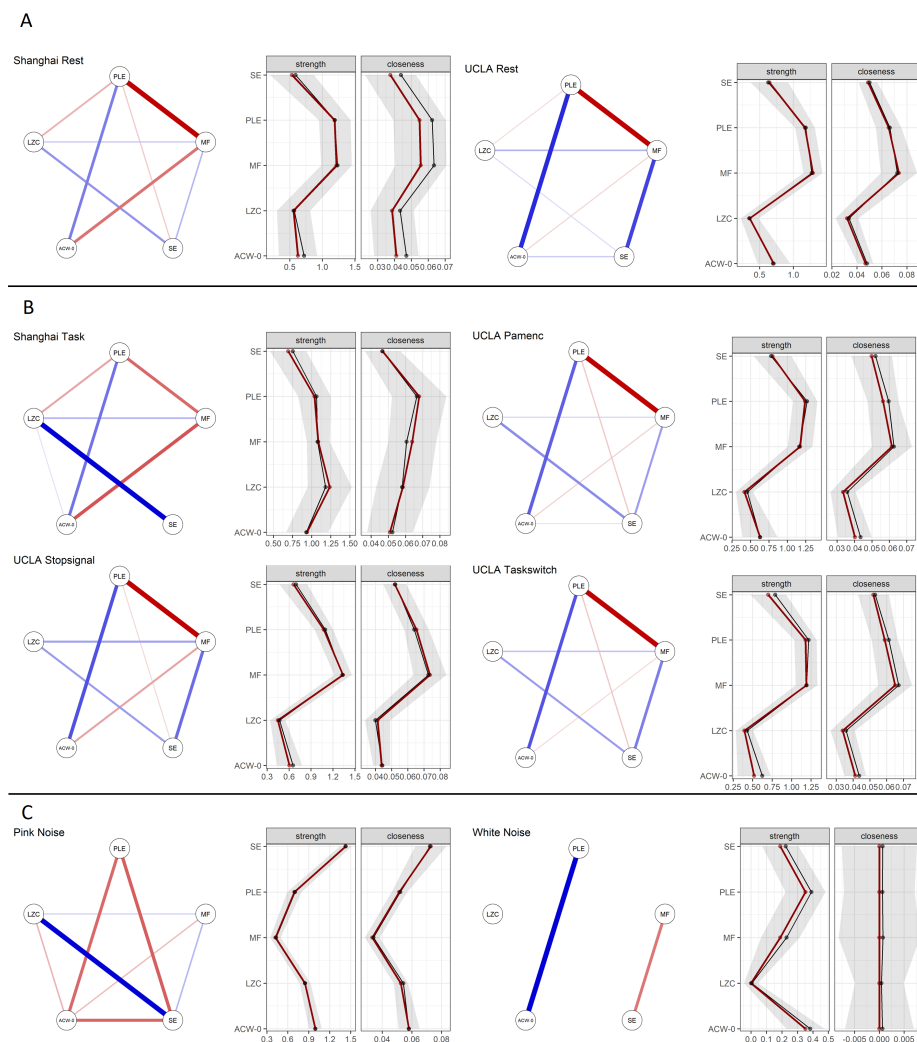 A
Shanghai Rest
PLE
LZC
MF
ACW-0
SE
strength
closeness
SE
PLE
MF
LZC
ACW-0
0.5 1.0 1.5
0.03 0.04 0.05 0.06 0.07
UCLA Rest
PLE
LZC
MF
ACW-0
SE
strength
closeness
SE
PLE
MF
LZC
ACW-0
0.5 1.0
0.02 0.04 0.06 0.08
B
Shanghai Task
PLE
LZC
MF
ACW-0
SE
strength
closeness
SE
PLE
MF
LZC
ACW-0
0.50 0.75 1.00 1.25 1.50
0.04 0.05 0.06 0.07 0.08
UCLA Pamenc
PLE
LZC
MF
ACW-0
SE
strength
closeness
SE
PLE
MF
LZC
ACW-0
0.25 0.50 0.75 1.00 1.25
0.03 0.04 0.05 0.06 0.07
UCLA Stopsignal
PLE
LZC
MF
ACW-0
SE
strength
closeness
SE
PLE
MF
LZC
ACW-0
0.3 0.6 0.9 1.2 1.5
0.04 0.05 0.06 0.07 0.08
UCLA Taskswitch
PLE
LZC
MF
ACW-0
SE
strength
closeness
SE
PLE
MF
LZC
ACW-0
0.25 0.50 0.75 1.00 1.25
0.03 0.04 0.05 0.06 0.07
C
Pink Noise
PLE
LZC
MF
ACW-0
SE
strength
closeness
SE
PLE
MF
LZC
ACW-0
0.3 0.6 0.9 1.2 1.5
0.04 0.06 0.08
White Noise
PLE
LZC
MF
ACW-0
SE
strength
closeness
SE
PLE
MF
LZC
ACW-0
0.0 0.1 0.2 0.3 0.4 0.5
-0.005 0.000 0.005